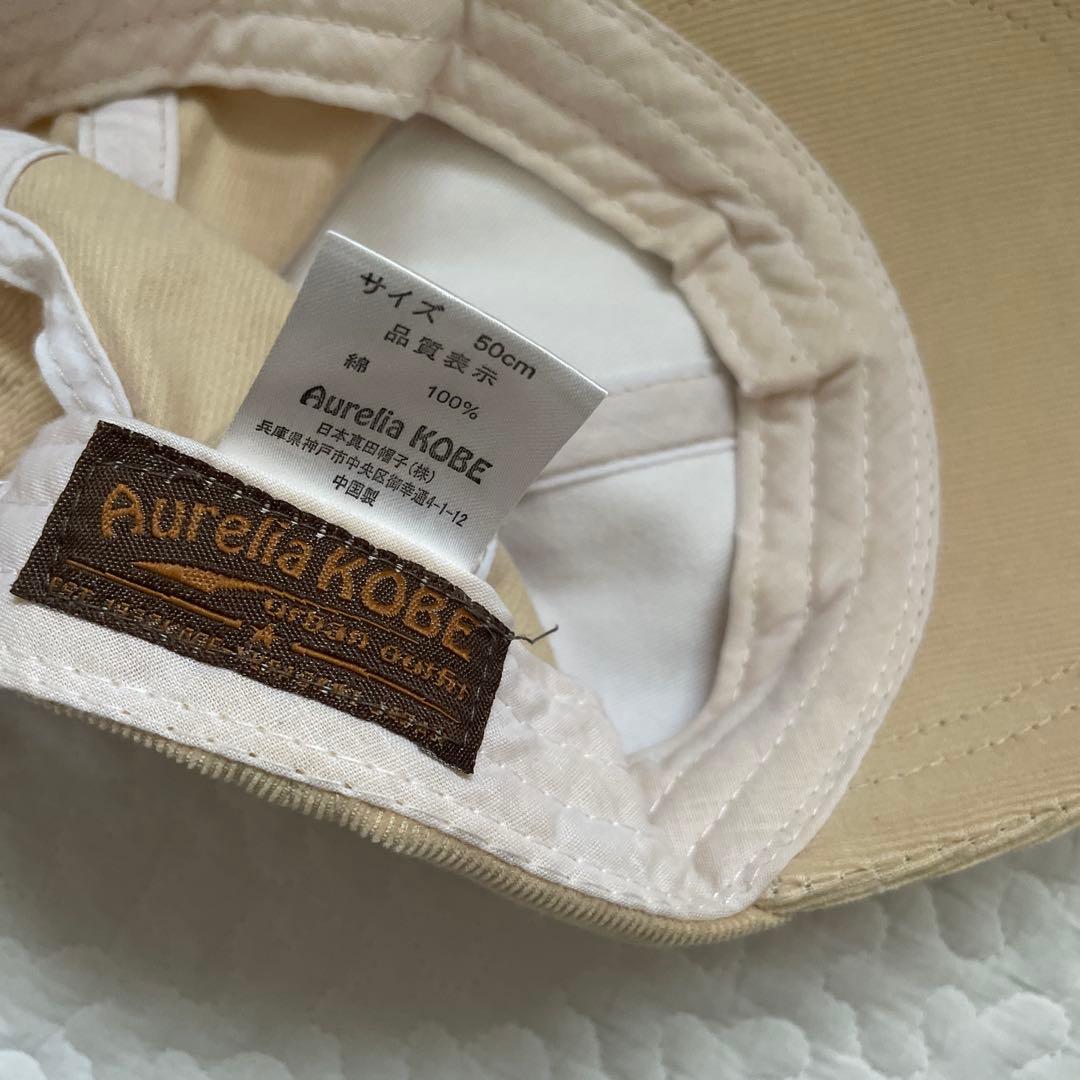 サイズ 50cm
品質表示
綿 100%
Aurelia KOBE
日本真田帽子(株)
兵庫県神戸市中央区御幸通4-1-12
中国製
Aurelia KOBE
urban outfit
A